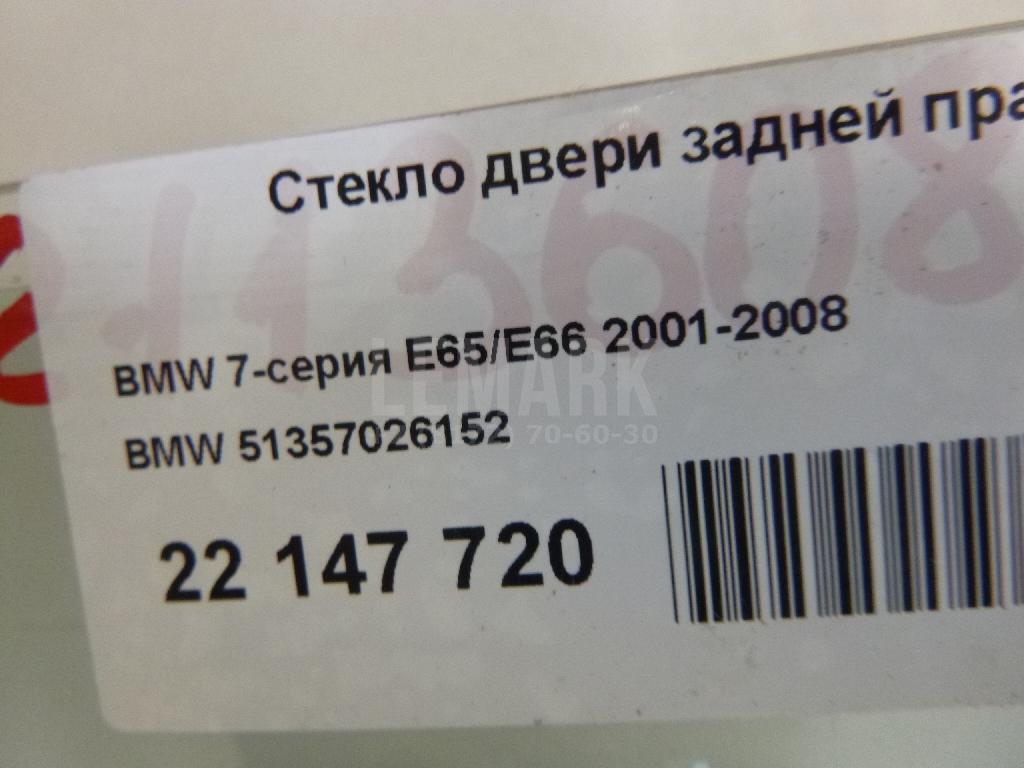 Стекло двери задней пра
113608
BMW 7-серия E65/E66 2001-2008
LEMARK
BMW 51357026152
70-60-30
22 147 720